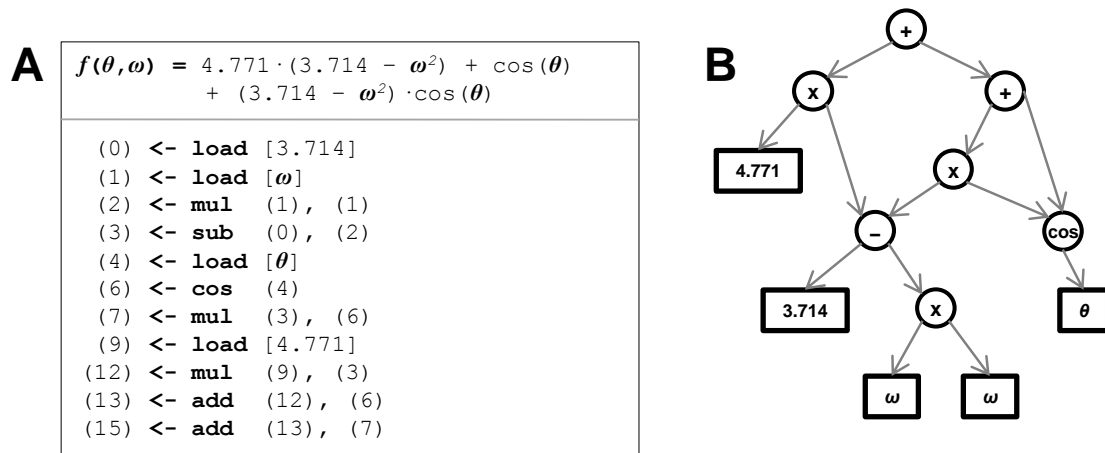 A
f(θ,ω) = 4.771·(3.714 – ω²) + cos(θ)
+ (3.714 – ω²)·cos(θ)
(0) <- load [3.714]
(1) <- load [ω]
(2) <- mul (1), (1)
(3) <- sub (0), (2)
(4) <- load [θ]
(6) <- cos (4)
(7) <- mul (3), (6)
(9) <- load [4.771]
(12) <- mul (9), (3)
(13) <- add (12), (6)
(15) <- add (13), (7)
B
+
x +
4.771 x
– cos
3.714 x θ
ω ω